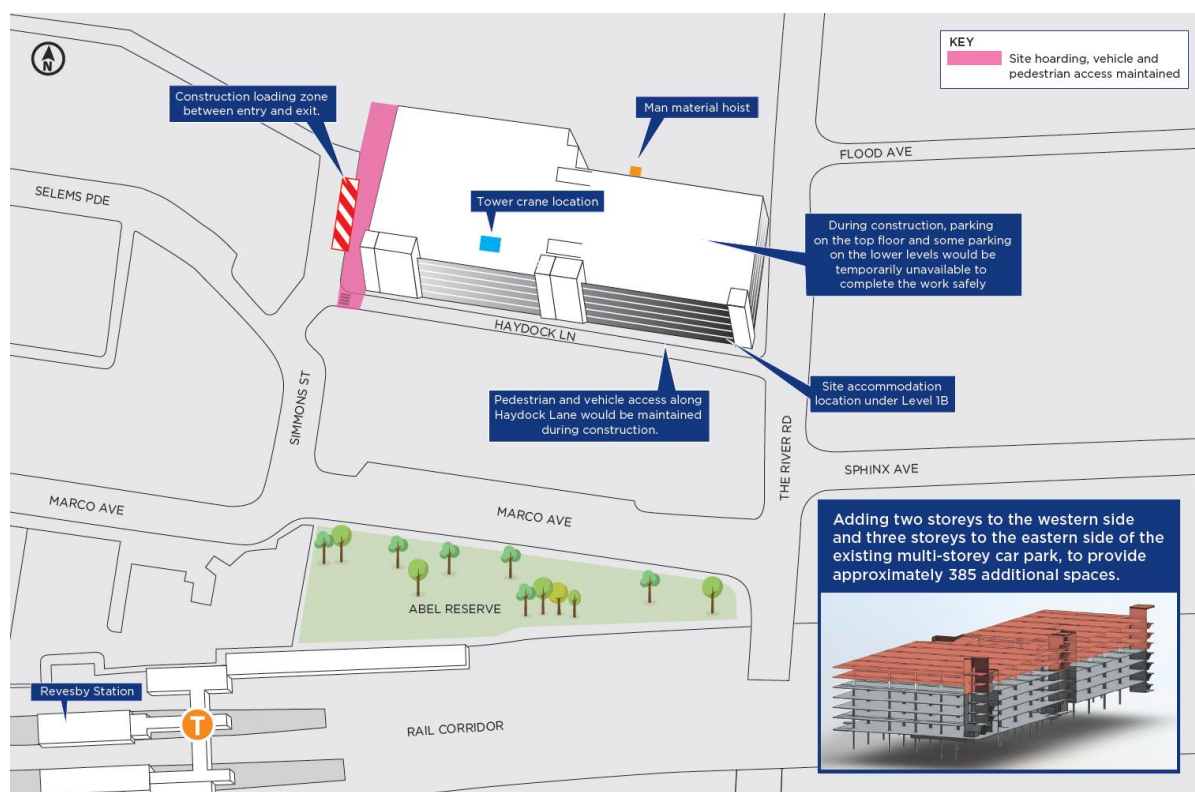 N
KEY
Site hoarding, vehicle and
pedestrian access maintained
Construction loading zone
between entry and exit.
Man material hoist
FLOOD AVE
SELEMS PDE
Tower crane location
During construction, parking
on the top floor and some parking
on the lower levels would be
temporarily unavailable to
complete the work safely
HAYDOCK LN
Site accommodation
location under Level 1B
Pedestrian and vehicle access along
Haydock Lane would be maintained
during construction.
SIMMONS ST
THE RIVER RD
SPHINX AVE
MARCO AVE
MARCO AVE
Adding two storeys to the western side
and three storeys to the eastern side of the
existing multi-storey car park, to provide
approximately 385 additional spaces.
ABEL RESERVE
Revesby Station
T
RAIL CORRIDOR